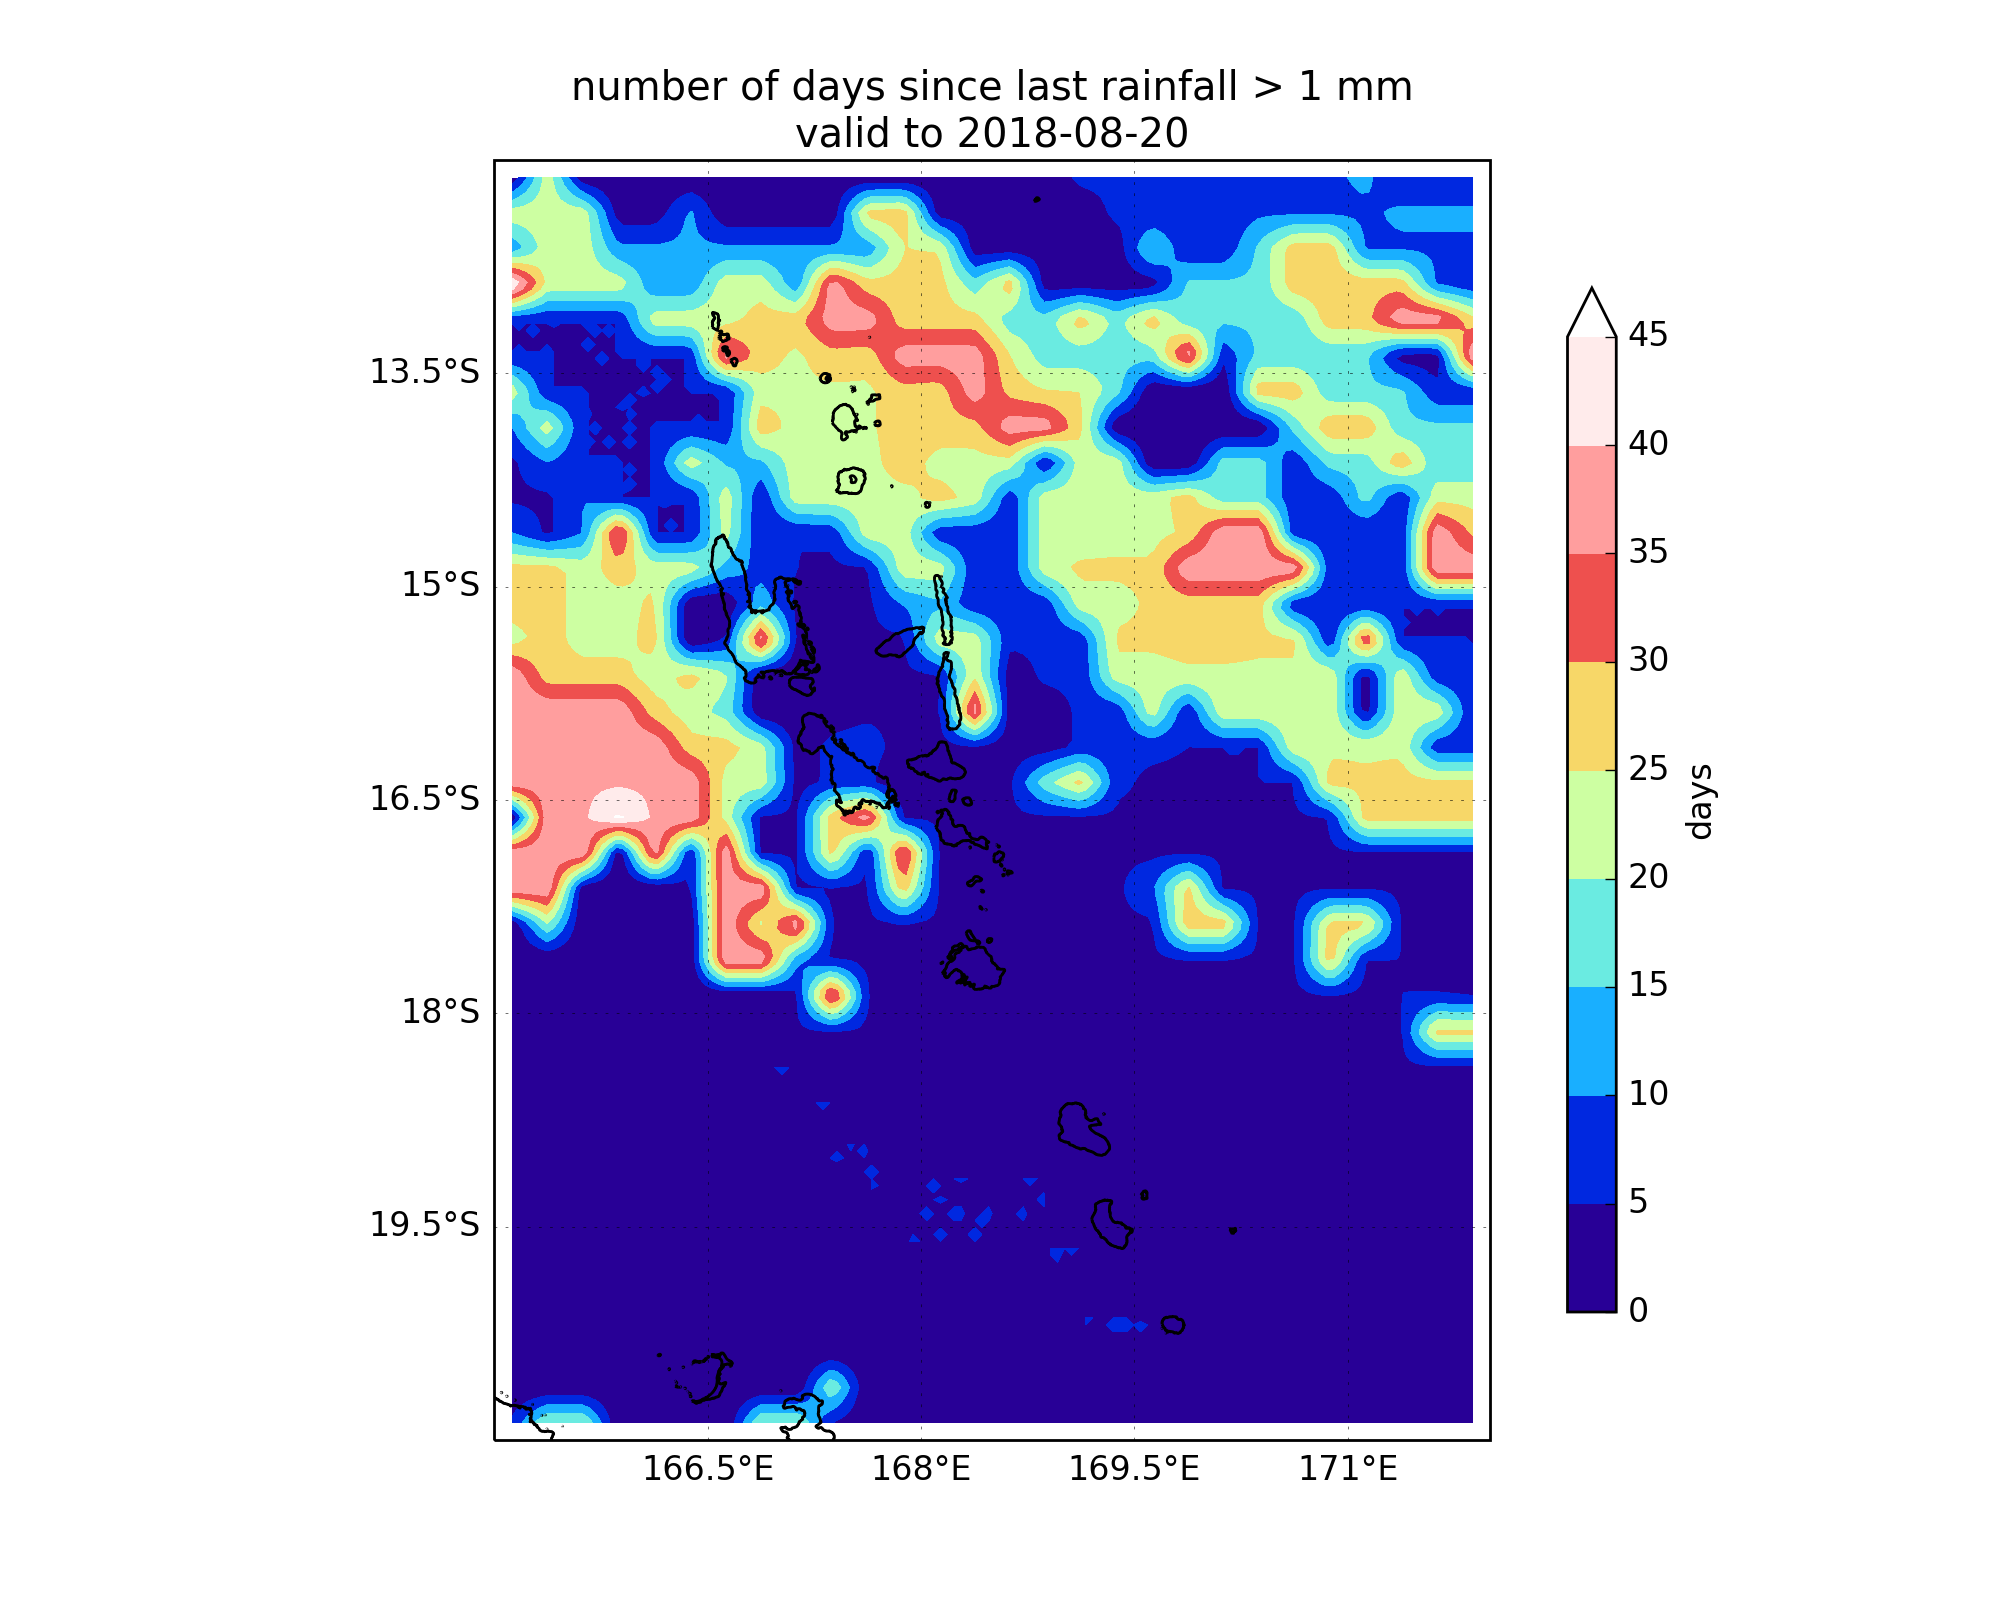 number of days since last rainfall > 1 mm
valid to 2018-08-20
45
40
13.5°S
35
15°S
30
25
16.5°S
days
20
15
18°S
10
5
19.5°S
0
166.5°E 168°E 169.5°E 171°E